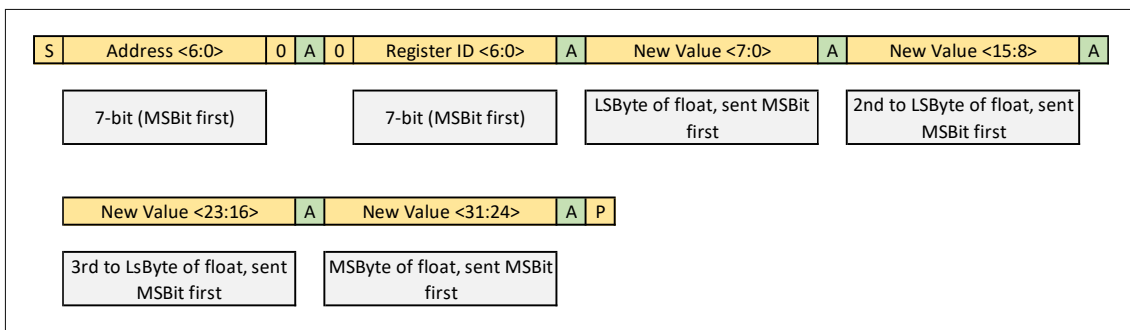 S Address <6:0> 0 A 0 Register ID <6:0> A New Value <7:0> A New Value <15:8> A
7-bit (MSBit first)
7-bit (MSBit first)
LSByte of float, sent MSBit
first
2nd to LSByte of float, sent
MSBit first
New Value <23:16> A New Value <31:24> A P
3rd to LsByte of float, sent
MSBit first
MSByte of float, sent MSBit
first